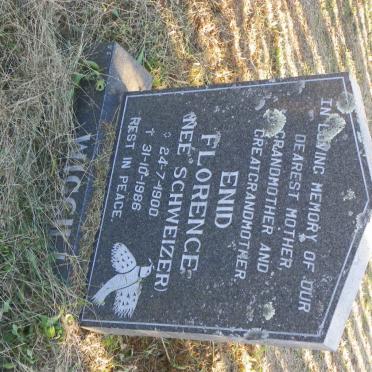 IN LOVING MEMORY OF OUR
DEAREST MOTHER
GRANDMOTHER AND
GREATGRANDMOTHER
ENID
FLORENCE
(NEE SCHWEIZER)
24-7-1900
† 31-10-1986
REST IN PEACE